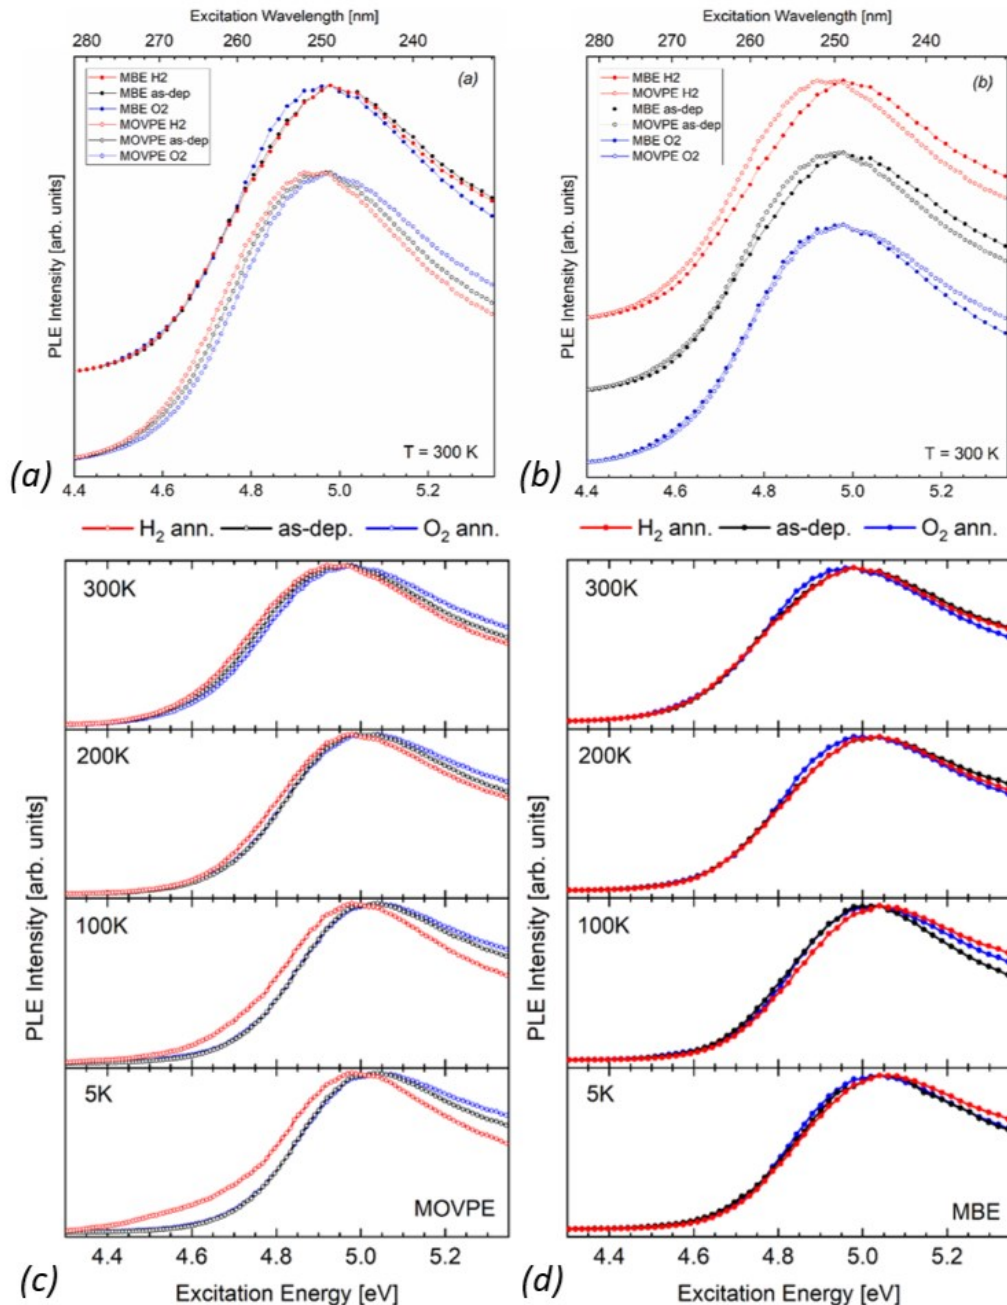 Excitation Wavelength [nm]
280 270 260 250 240
MBE H2
MBE as-dep
MBE O2
MOVPE H2
MOVPE as-dep
MOVPE O2
(a)
PLE Intensity [arb. units]
T = 300 K
(a)
4.4 4.6 4.8 5.0 5.2
Excitation Wavelength [nm]
280 270 260 250 240
MBE H2
MOVPE H2
MBE as-dep
MOVPE as-dep
MBE O2
MOVPE O2
(b)
PLE Intensity [arb. units]
T = 300 K
(b)
4.4 4.6 4.8 5.0 5.2
H2 ann. as-dep. O2 ann.
300K
200K
100K
5K
PLE Intensity [arb. units]
MOVPE
4.4 4.6 4.8 5.0 5.2
(c)
Excitation Energy [eV]
H2 ann. as-dep. O2 ann.
300K
200K
100K
5K
PLE Intensity [arb. units]
MBE
4.4 4.6 4.8 5.0 5.2
(d)
Excitation Energy [eV]